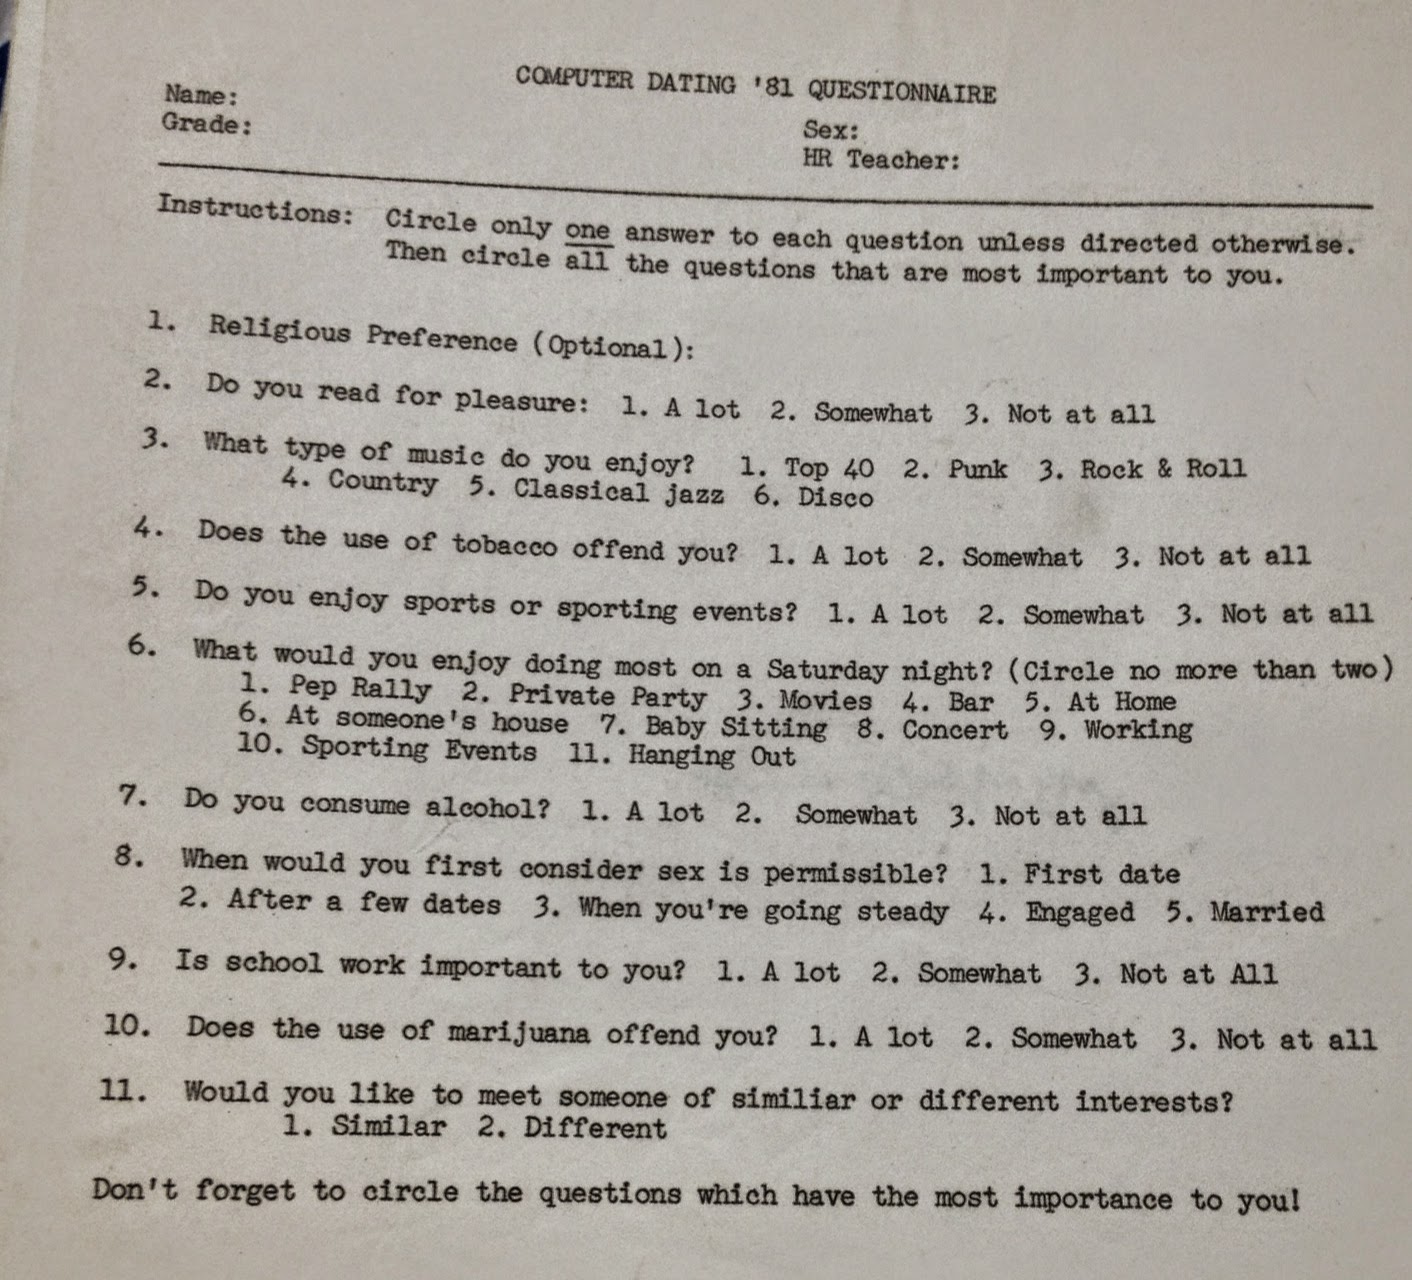 COMPUTER DATING '81 QUESTIONNAIRE
Name:
Grade:
Sex:
HR Teacher:
Instructions: Circle only one answer to each question unless directed otherwise.
Then circle all the questions that are most important to you.
1. Religious Preference (Optional):
2. Do you read for pleasure: 1. A lot 2. Somewhat 3. Not at all
3. What type of music do you enjoy? 1. Top 40 2. Punk 3. Rock & Roll
4. Country 5. Classical jazz 6. Disco
4. Does the use of tobacco offend you? 1. A lot 2. Somewhat 3. Not at all
5. Do you enjoy sports or sporting events? 1. A lot 2. Somewhat 3. Not at all
6. What would you enjoy doing most on a Saturday night? (Circle no more than two)
1. Pep Rally 2. Private Party 3. Movies 4. Bar 5. At Home
6. At someone's house 7. Baby Sitting 8. Concert 9. Working
10. Sporting Events 11. Hanging Out
7. Do you consume alcohol? 1. A lot 2. Somewhat 3. Not at all
8. When would you first consider sex is permissible? 1. First date
2. After a few dates 3. When you're going steady 4. Engaged 5. Married
9. Is school work important to you? 1. A lot 2. Somewhat 3. Not at All
10. Does the use of marijuana offend you? 1. A lot 2. Somewhat 3. Not at all
11. Would you like to meet someone of similiar or different interests?
1. Similar 2. Different
Don't forget to circle the questions which have the most importance to you!